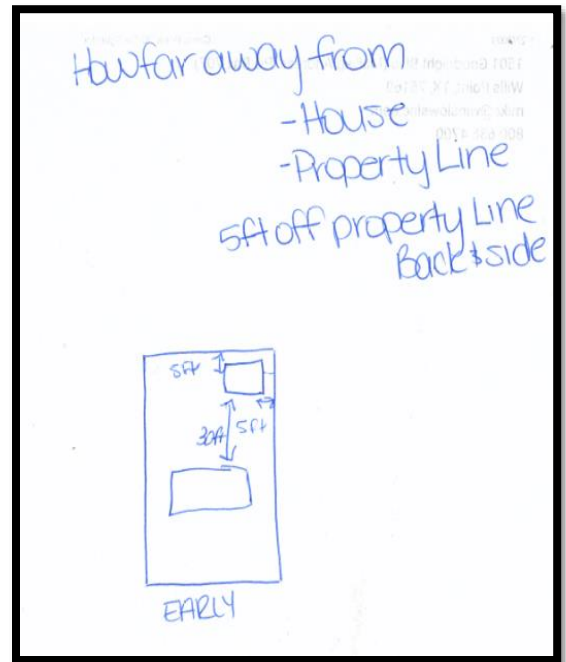 How far away from
- House
- Property Line
5ft off property Line
Back & side
5ft
30ft
5ft
EARLY